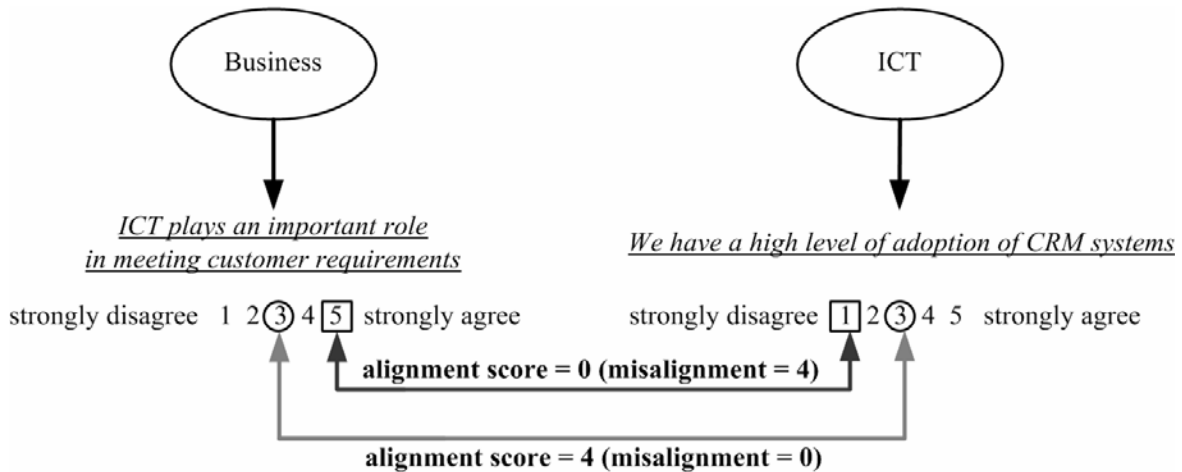 Business
ICT
ICT plays an important role
in meeting customer requirements
We have a high level of adoption of CRM systems
strongly disagree 1 2 3 4 5 strongly agree
strongly disagree 1 2 3 4 5 strongly agree
alignment score = 0 (misalignment = 4)
alignment score = 4 (misalignment = 0)